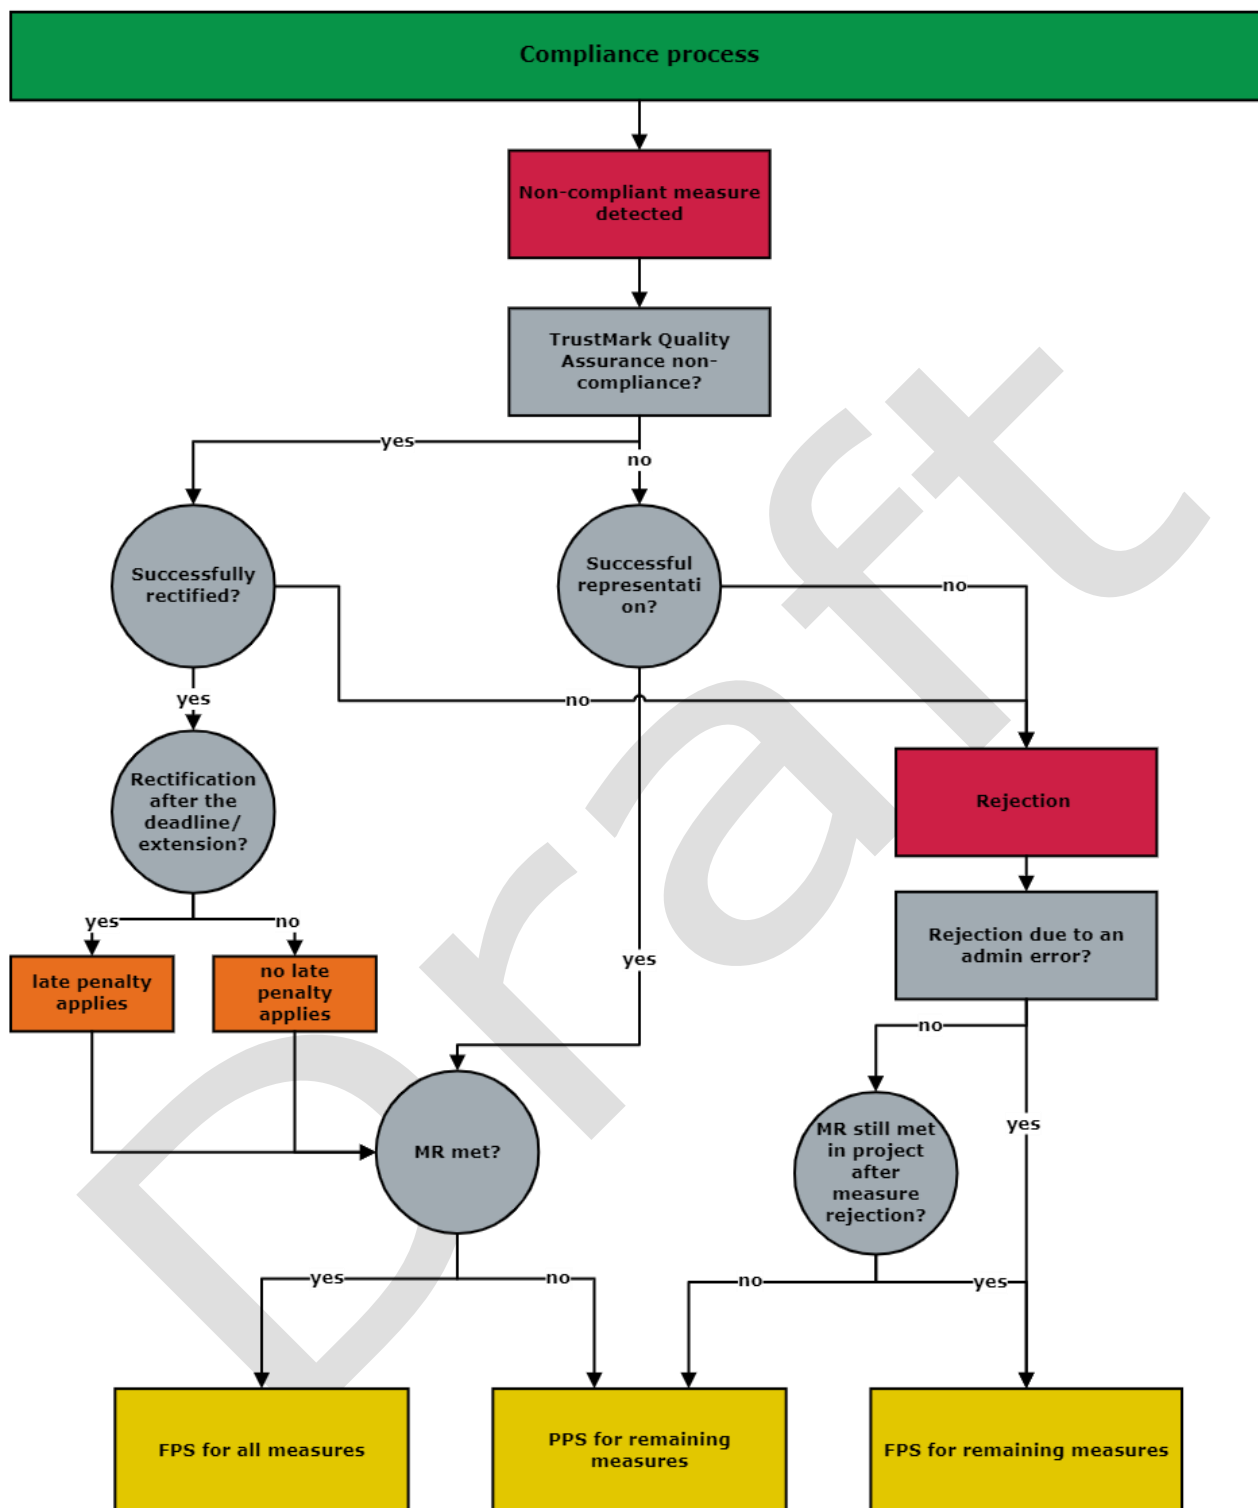 Compliance process
Non-compliant measure
detected
TrustMark Quality
Assurance non-
compliance?
yes
no
Successfully
rectified?
Successful
representati
on?
no
yes
no
Rectification
after the
deadline/
extension?
Rejection
yes
no
yes
Rejection due to an
admin error?
late penalty
applies
no late
penalty
applies
no
MR met?
MR still met
in project
after
measure
rejection?
yes
yes
no
no
yes
FPS for all measures
PPS for remaining
measures
FPS for remaining measures
Draft